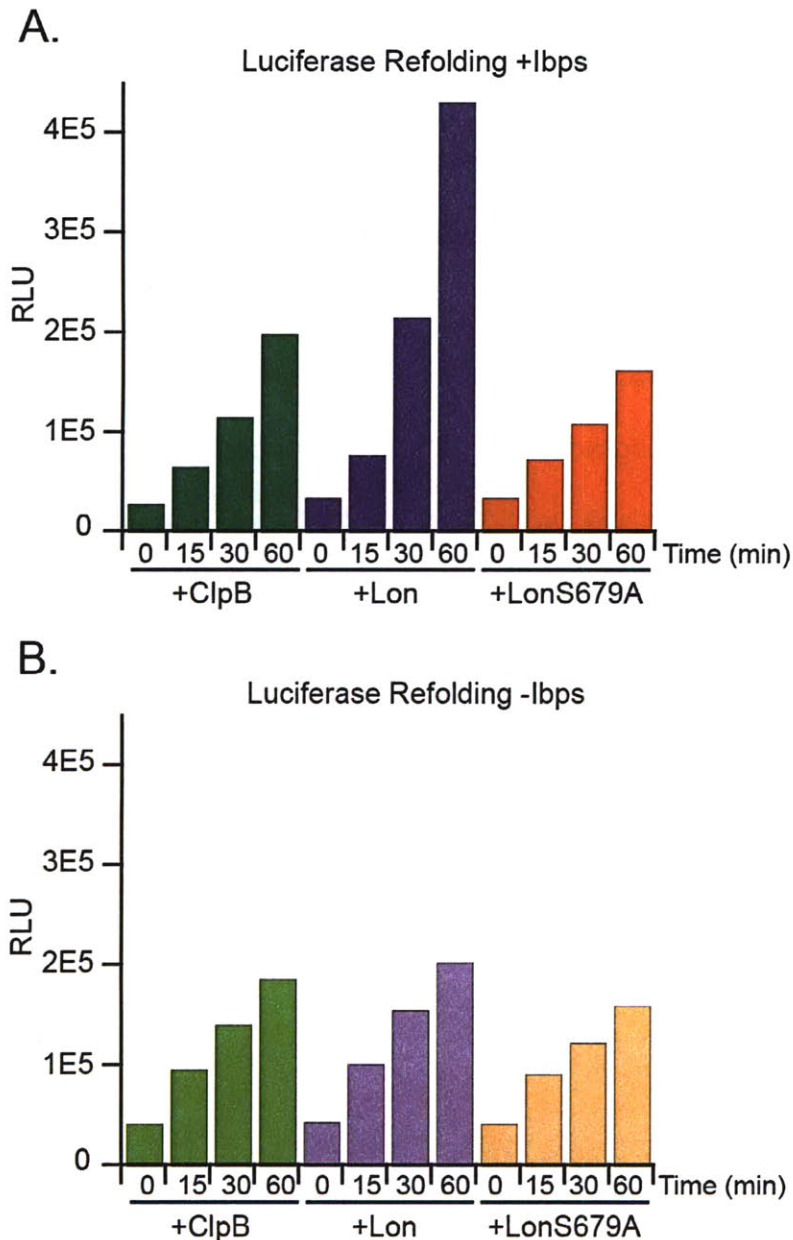 A.
Luciferase Refolding +Ibps
4E5
3E5
2E5
1E5
0
RLU
0 15 30 60 0 15 30 60 0 15 30 60 Time (min)
+ClpB +Lon +LonS679A
B.
Luciferase Refolding -Ibps
4E5
3E5
2E5
1E5
0
RLU
0 15 30 60 0 15 30 60 0 15 30 60 Time (min)
+ClpB +Lon +LonS679A